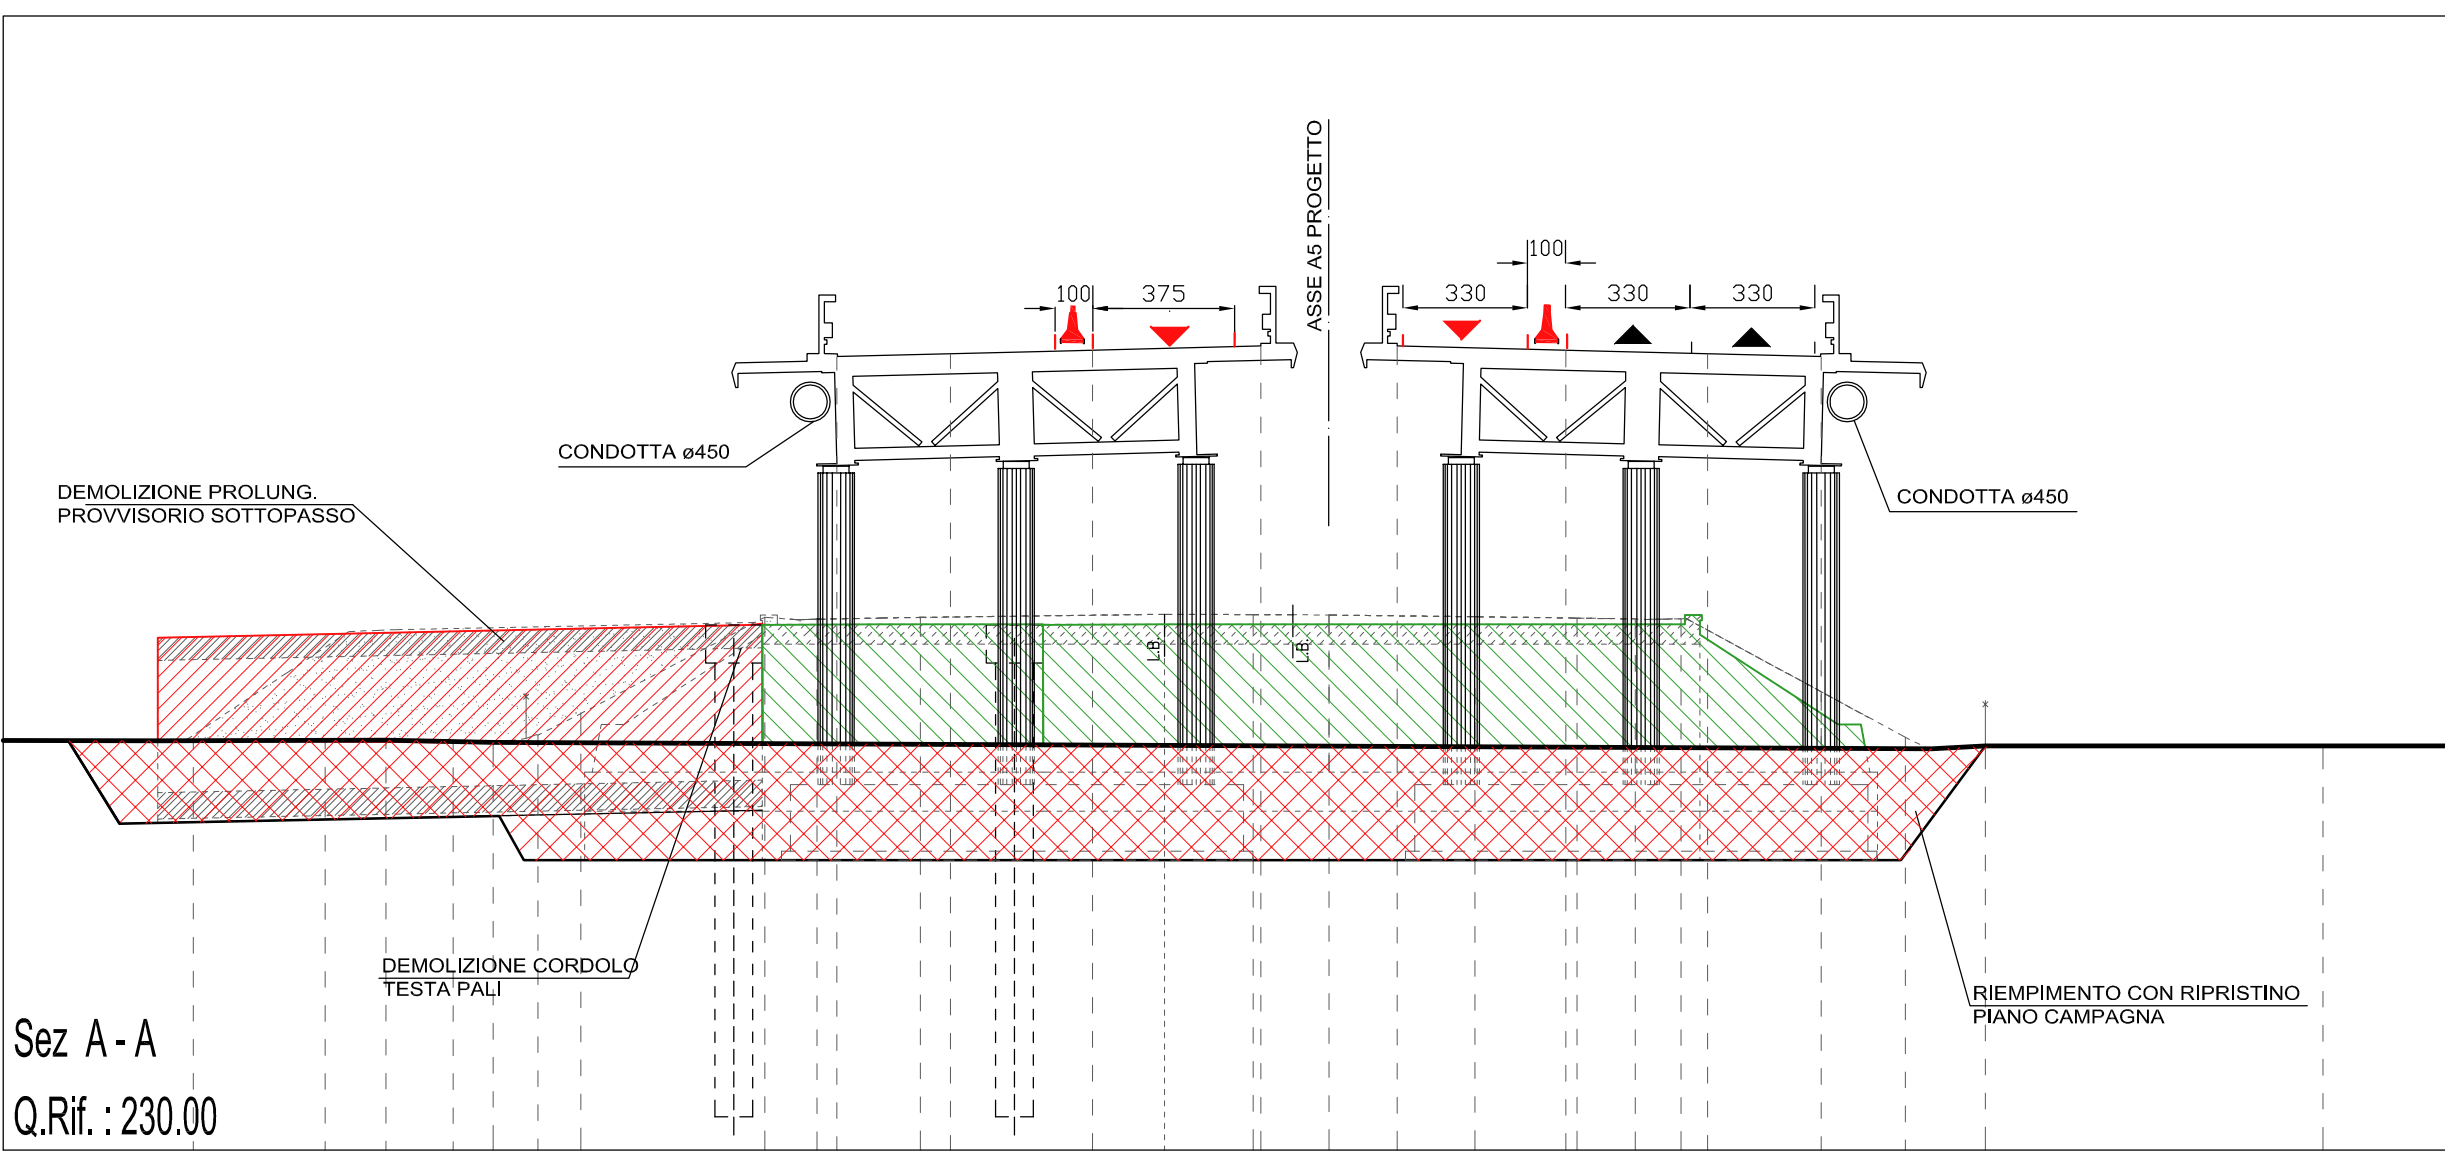 ASSE A5 PROGETTO
100
100
375
330
330
330
CONDOTTA ø450
DEMOLIZIONE PROLUNG.
PROVVISORIO SOTTOPASSO
CONDOTTA ø450
L.B.
L.B.
DEMOLIZIONE CORDOLO
TESTA PALI
RIEMPIMENTO CON RIPRISTINO
PIANO CAMPAGNA
Sez A - A
Q.Rif. : 230.00